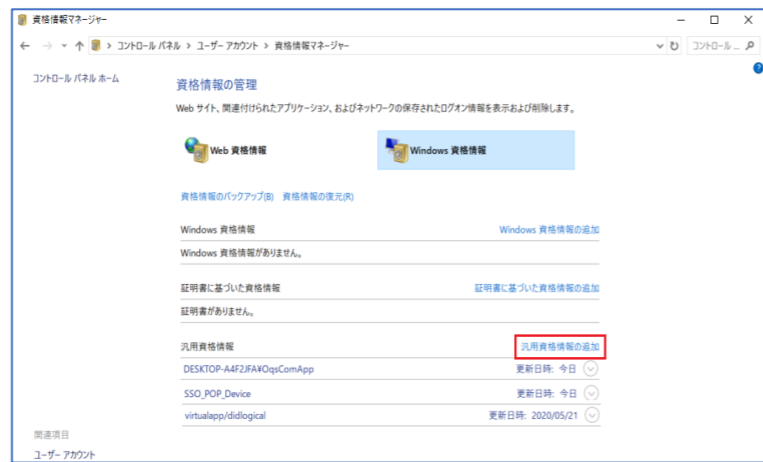 資格情報マネージャー
コントロール パネル > ユーザー アカウント > 資格情報マネージャー
コントロール ...
コントロール パネル ホーム
資格情報の管理
Web サイト、関連付けられたアプリケーション、およびネットワークの保存されたログオン情報を表示および削除します。
Web 資格情報
Windows 資格情報
資格情報のバックアップ(B) 資格情報の復元(R)
Windows 資格情報 Windows 資格情報の追加
Windows 資格情報がありません。
証明書に基づいた資格情報 証明書に基づいた資格情報の追加
証明書がありません。
汎用資格情報 汎用資格情報の追加
DESKTOP-A4F2JFA¥OqsComApp 更新日時: 今日
SSO_POP_Device 更新日時: 今日
virtualapp/didlogical 更新日時: 2020/05/21
関連項目
ユーザー アカウント